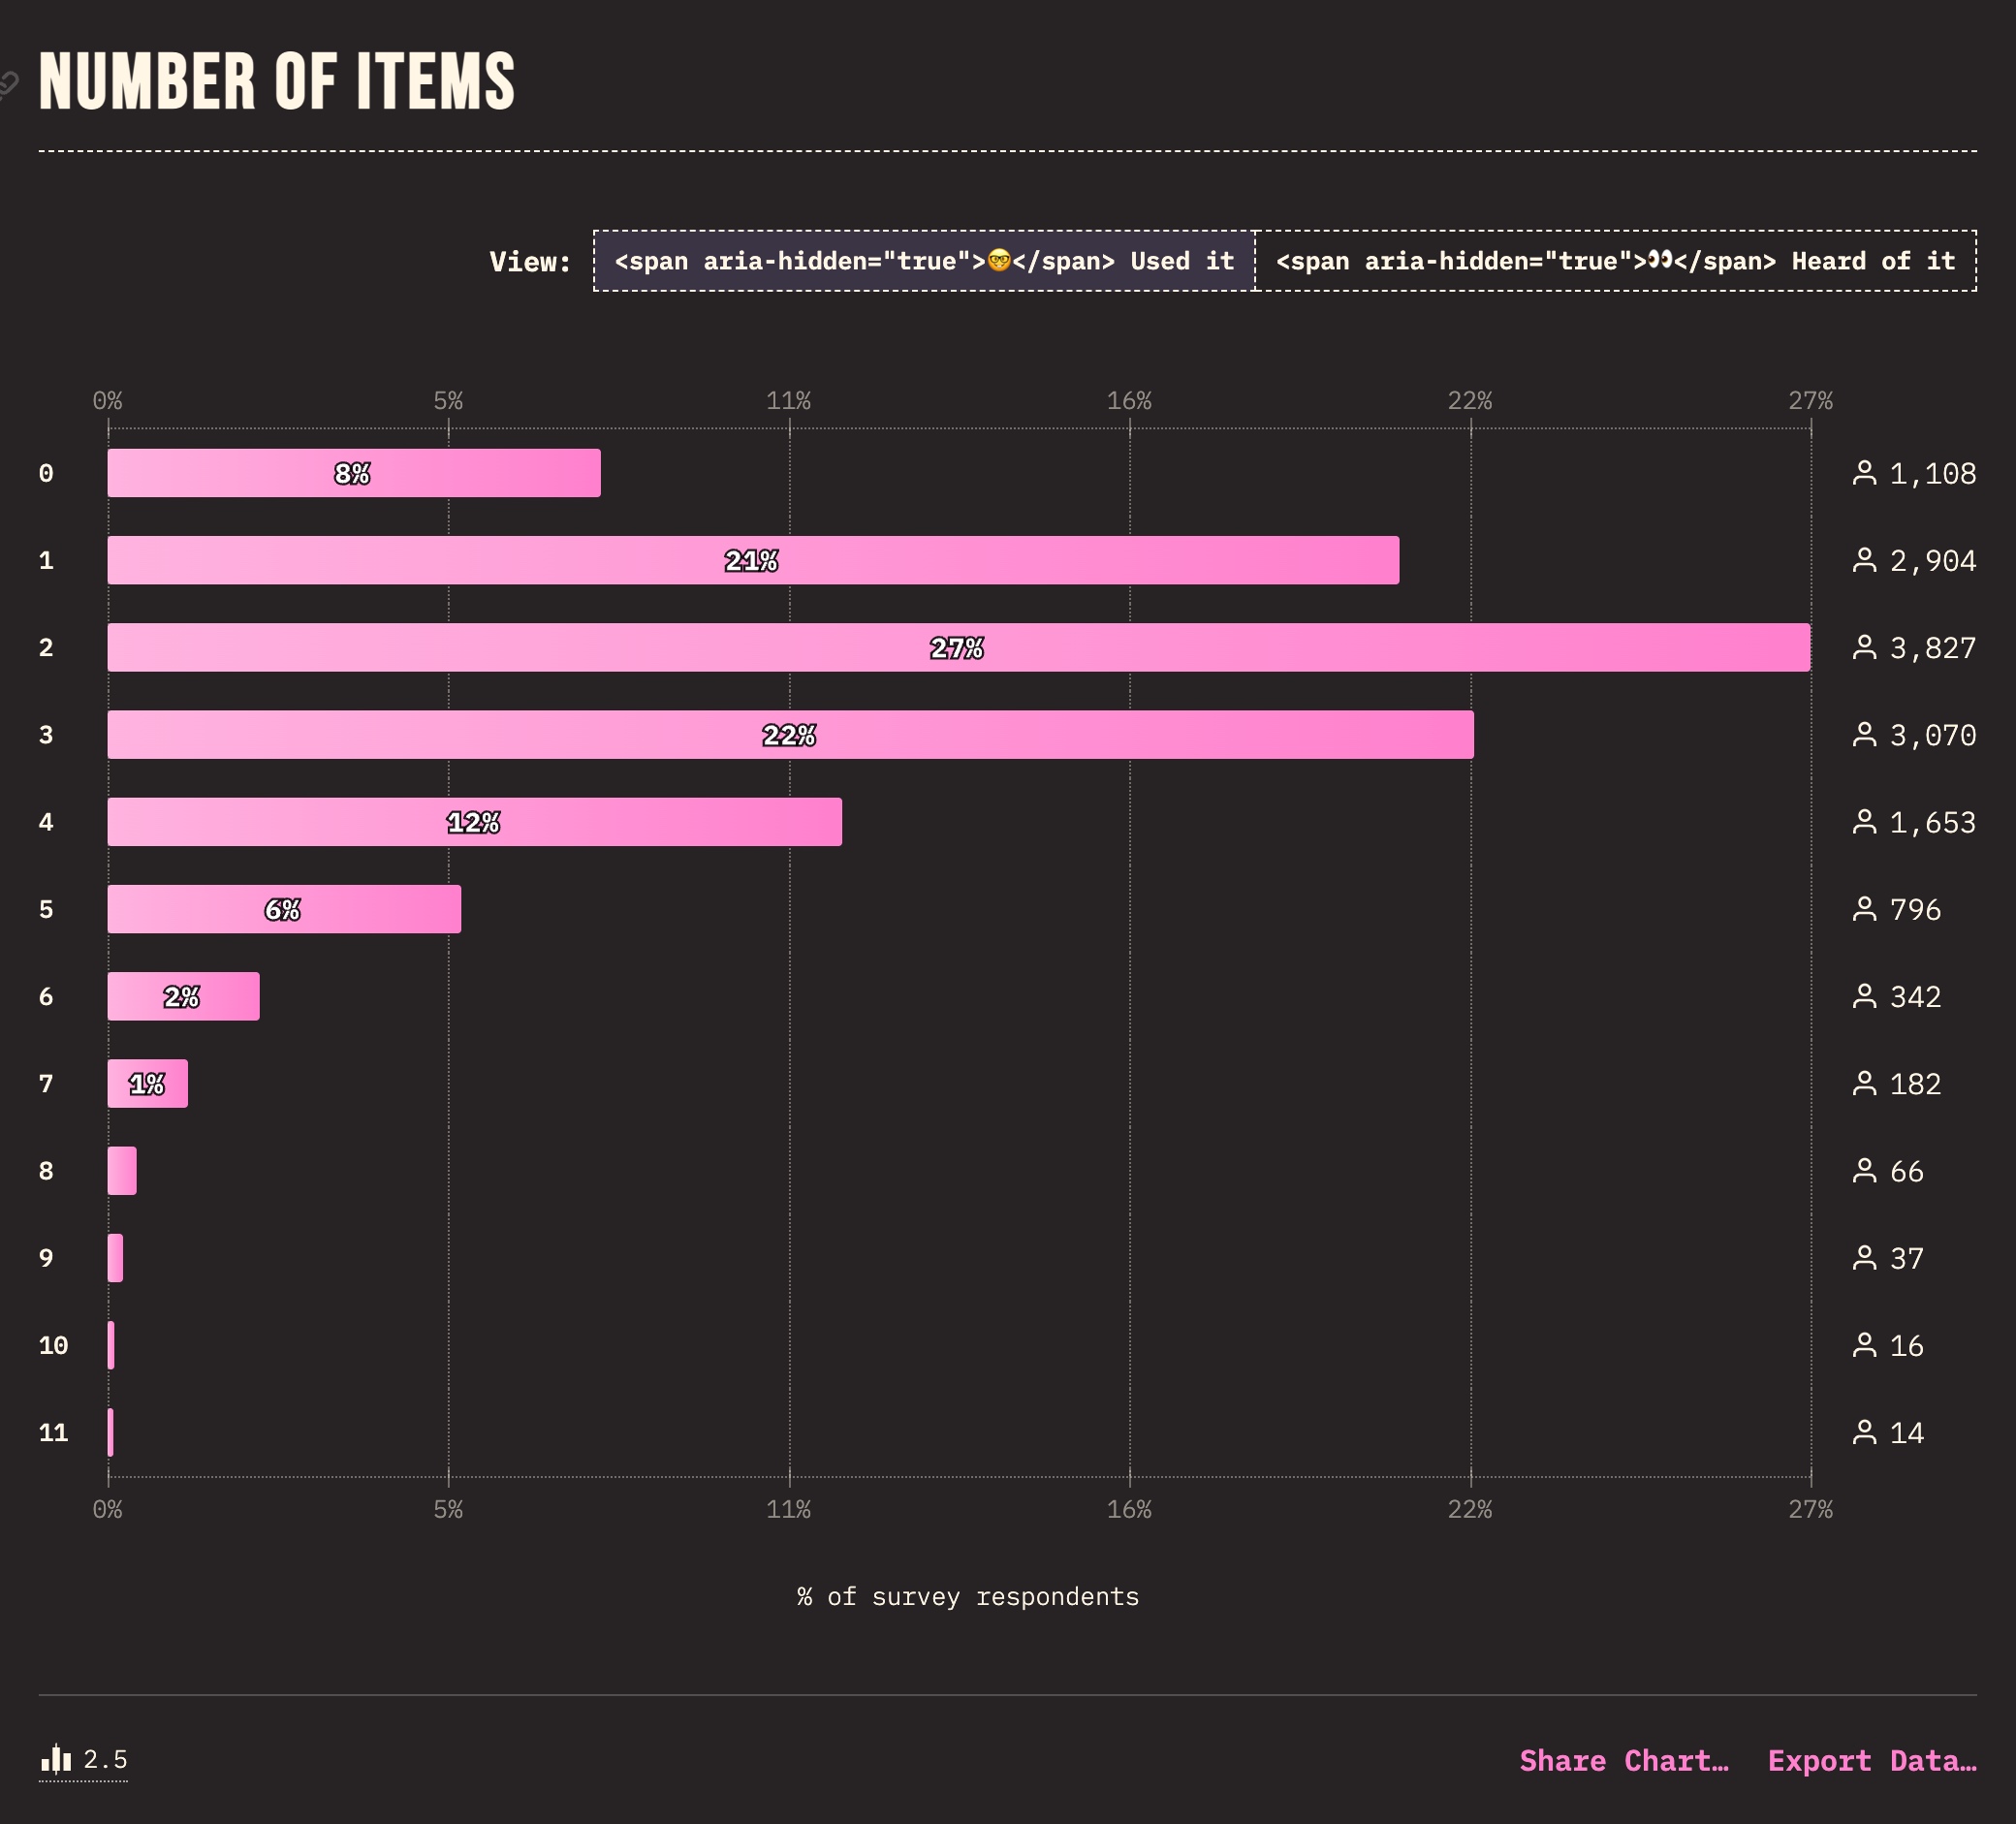 NUMBER OF ITEMS
View: <span aria-hidden="true">🤓</span> Used it <span aria-hidden="true">👀</span> Heard of it
0% 5% 11% 16% 22% 27%
0 8% 1,108
1 21% 2,904
2 27% 3,827
3 22% 3,070
4 12% 1,653
5 6% 796
6 2% 342
7 1% 182
8 66
9 37
10 16
11 14
0% 5% 11% 16% 22% 27%
% of survey respondents
2.5 Share Chart… Export Data…